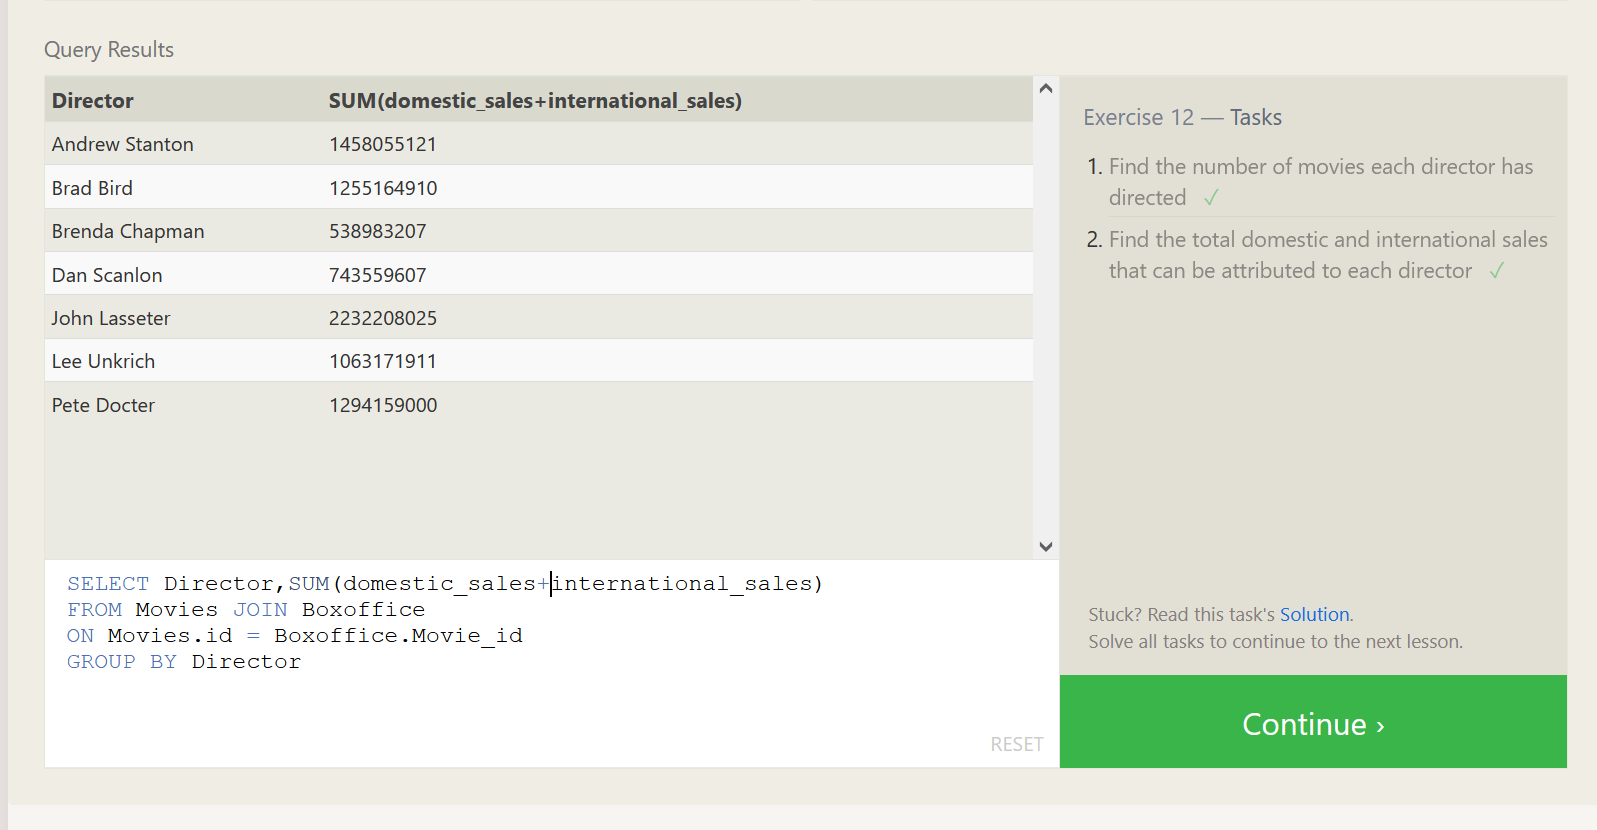 Query Results
Director SUM(domestic_sales+international_sales)
Andrew Stanton 1458055121
Brad Bird 1255164910
Brenda Chapman 538983207
Dan Scanlon 743559607
John Lasseter 2232208025
Lee Unkrich 1063171911
Pete Docter 1294159000
SELECT Director,SUM(domestic_sales+international_sales)
FROM Movies JOIN Boxoffice
ON Movies.id = Boxoffice.Movie_id
GROUP BY Director
RESET
Exercise 12 — Tasks
1. Find the number of movies each director has
directed ✓
2. Find the total domestic and international sales
that can be attributed to each director ✓
Stuck? Read this task's Solution.
Solve all tasks to continue to the next lesson.
Continue ›